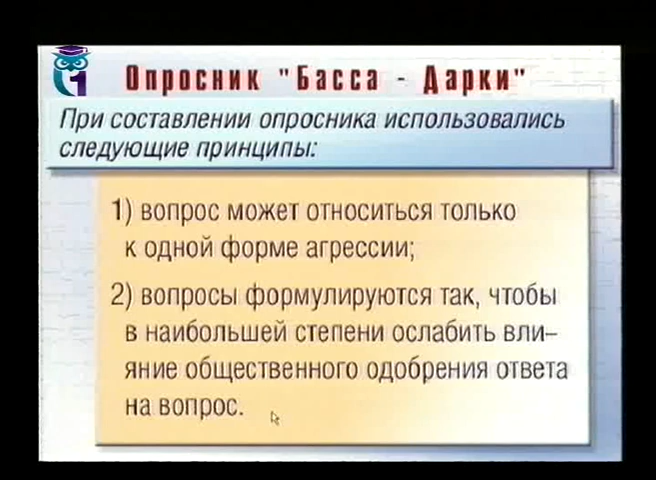 Опросник "Басса - Дарки"
При составлении опросника использовались
следующие принципы:
1) вопрос может относиться только
к одной форме агрессии;
2) вопросы формулируются так, чтобы
в наибольшей степени ослабить вли–
яние общественного одобрения ответа
на вопрос.